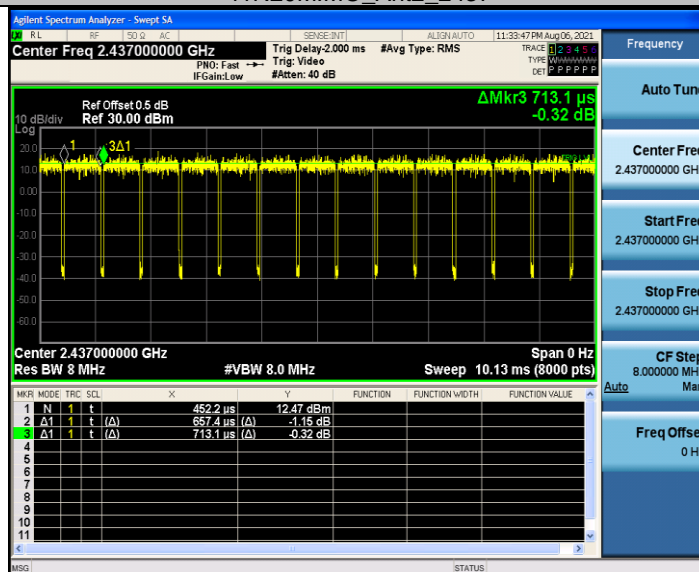 Agilent Spectrum Analyzer - Swept SA
RL RF 50 Ω AC SENSE:INT ALIGN AUTO 11:33:47 PM Aug 06, 2021
Center Freq 2.437000000 GHz
PNO: Fast
IFGain:Low
Trig Delay-2.000 ms
Trig: Video
#Atten: 40 dB
#Avg Type: RMS
TRACE 1 2 3 4 5 6
TYPE W
DET P P P P P P
Frequency
Auto Tune
Center Freq
2.437000000 GH
Start Freq
2.437000000 GH
Stop Freq
2.437000000 GH
CF Step
8.000000 MH
Auto Ma
Freq Offse
0 H
ΔMkr3 713.1 µs
-0.32 dB
Ref Offset 0.5 dB
10 dB/div Ref 30.00 dBm
Log
20.0
10.0
0.00
-10.0
-20.0
-30.0
-40.0
-50.0
-60.0
1
3Δ1
Center 2.437000000 GHz Span 0 Hz
Res BW 8 MHz #VBW 8.0 MHz Sweep 10.13 ms (8000 pts)
MKR MODE TRC SCL X Y FUNCTION FUNCTION WIDTH FUNCTION VALUE
1 N 1 t 452.2 µs 12.47 dBm
2 Δ1 1 t (Δ) 657.4 µs (Δ) -1.15 dB
3 Δ1 1 t (Δ) 713.1 µs (Δ) -0.32 dB
4
5
6
7
8
9
10
11
MSG STATUS